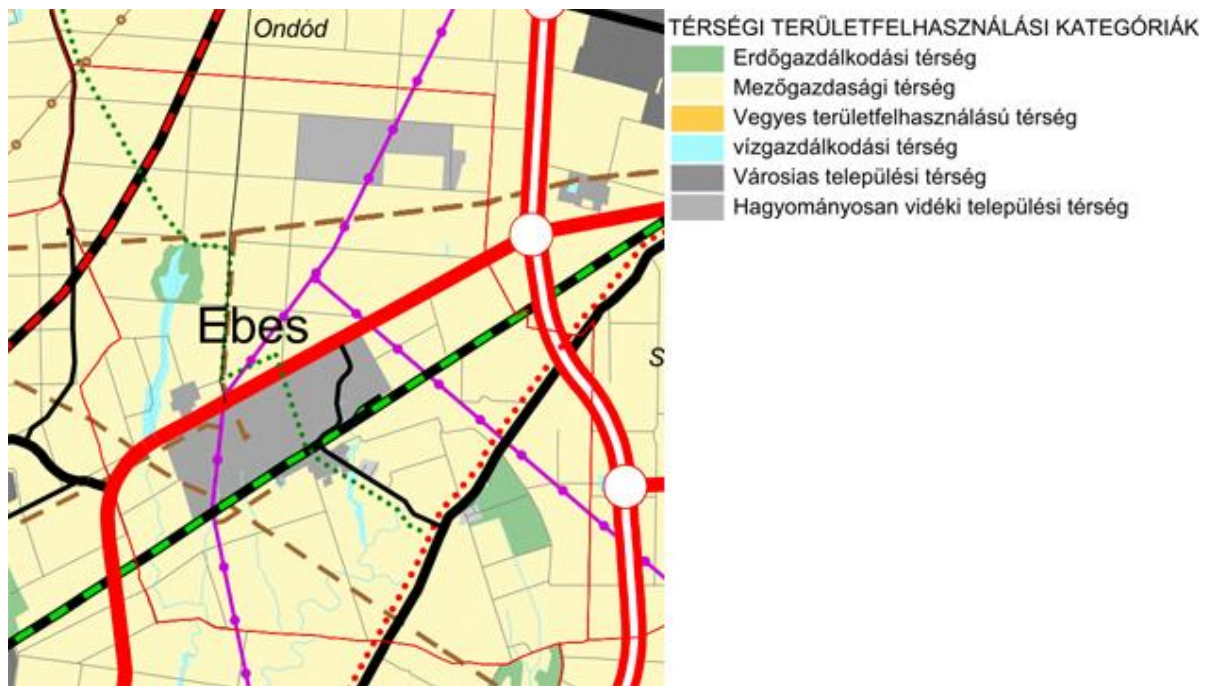 Ondód
Ebes
S
TÉRSÉGI TERÜLETFELHASZNÁLÁSI KATEGÓRIÁK
Erdőgazdálkodási térség
Mezőgazdasági térség
Vegyes területfelhasználású térség
vízgazdálkodási térség
Városias települési térség
Hagyományosan vidéki települési térség